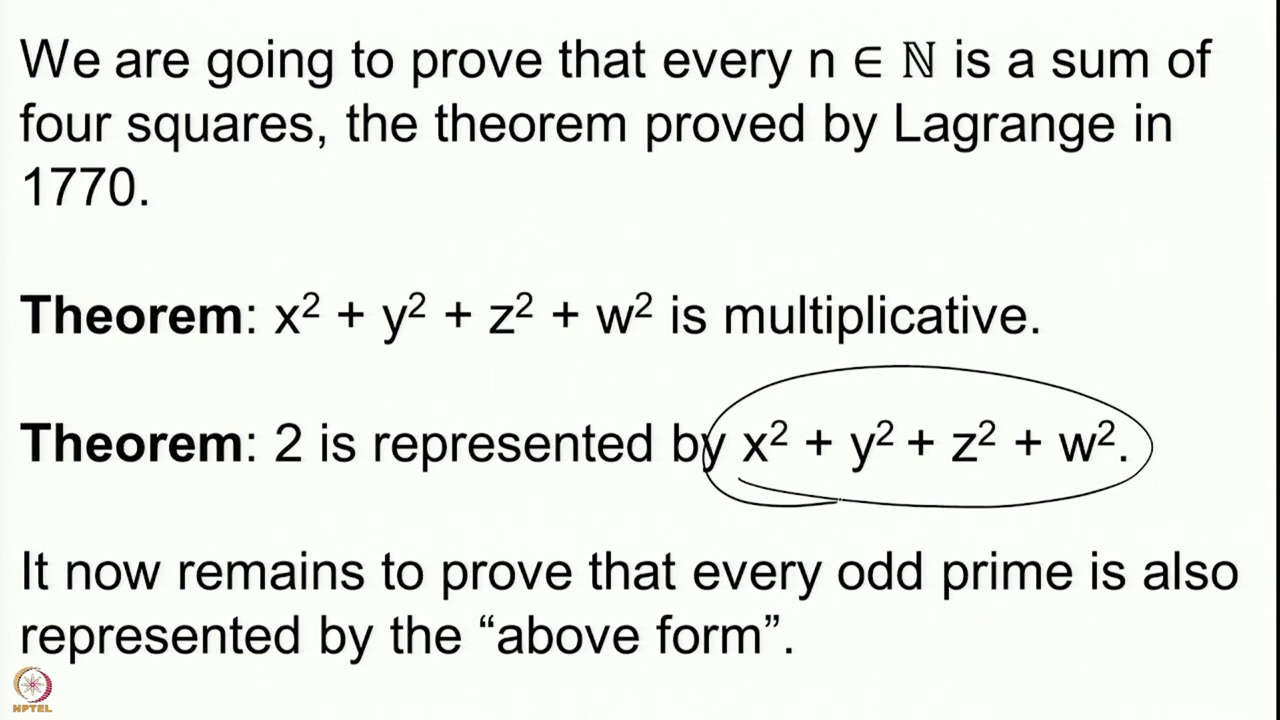 We are going to prove that every n ∈ ℕ is a sum of
four squares, the theorem proved by Lagrange in
1770.
Theorem: x² + y² + z² + w² is multiplicative.
Theorem: 2 is represented by x² + y² + z² + w².
It now remains to prove that every odd prime is also
represented by the “above form”.
NPTEL